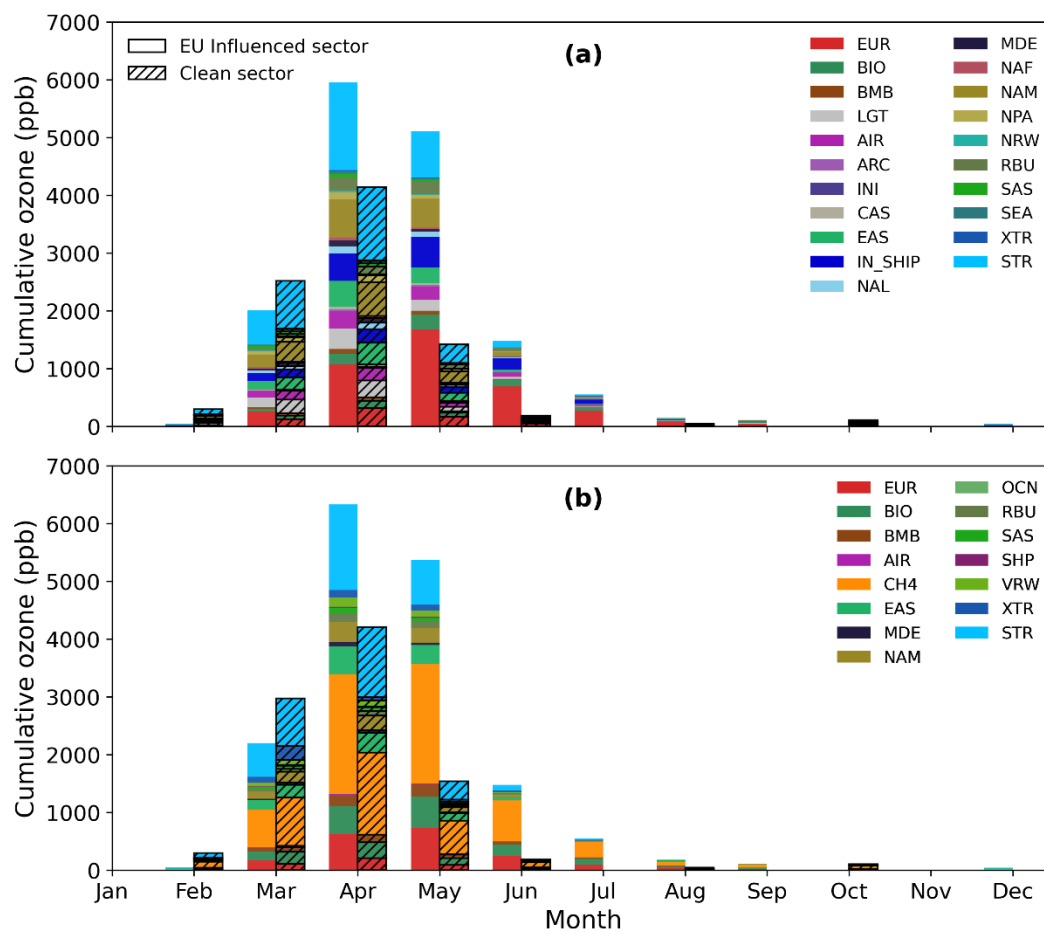 7000
6000
5000
4000
3000
2000
1000
0
Cumulative ozone (ppb)
EU Influenced sector
Clean sector
(a)
EUR
BIO
BMB
LGT
AIR
ARC
INI
CAS
EAS
IN_SHIP
NAL
MDE
NAF
NAM
NPA
NRW
RBU
SAS
SEA
XTR
STR
7000
6000
5000
4000
3000
2000
1000
0
Cumulative ozone (ppb)
(b)
EUR
BIO
BMB
AIR
CH4
EAS
MDE
NAM
OCN
RBU
SAS
SHP
VRW
XTR
STR
Jan Feb Mar Apr May Jun Jul Aug Sep Oct Nov Dec
Month